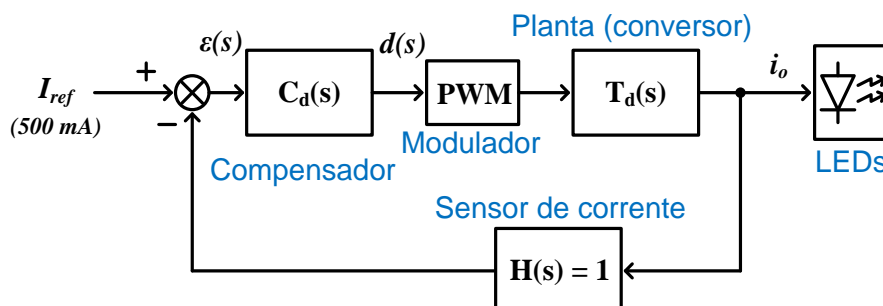 ε(s)
d(s)
Planta (conversor)
+
I_ref
(500 mA)
−
C_d(s)
PWM
T_d(s)
i_o
Modulador
Compensador
LEDs
Sensor de corrente
H(s) = 1